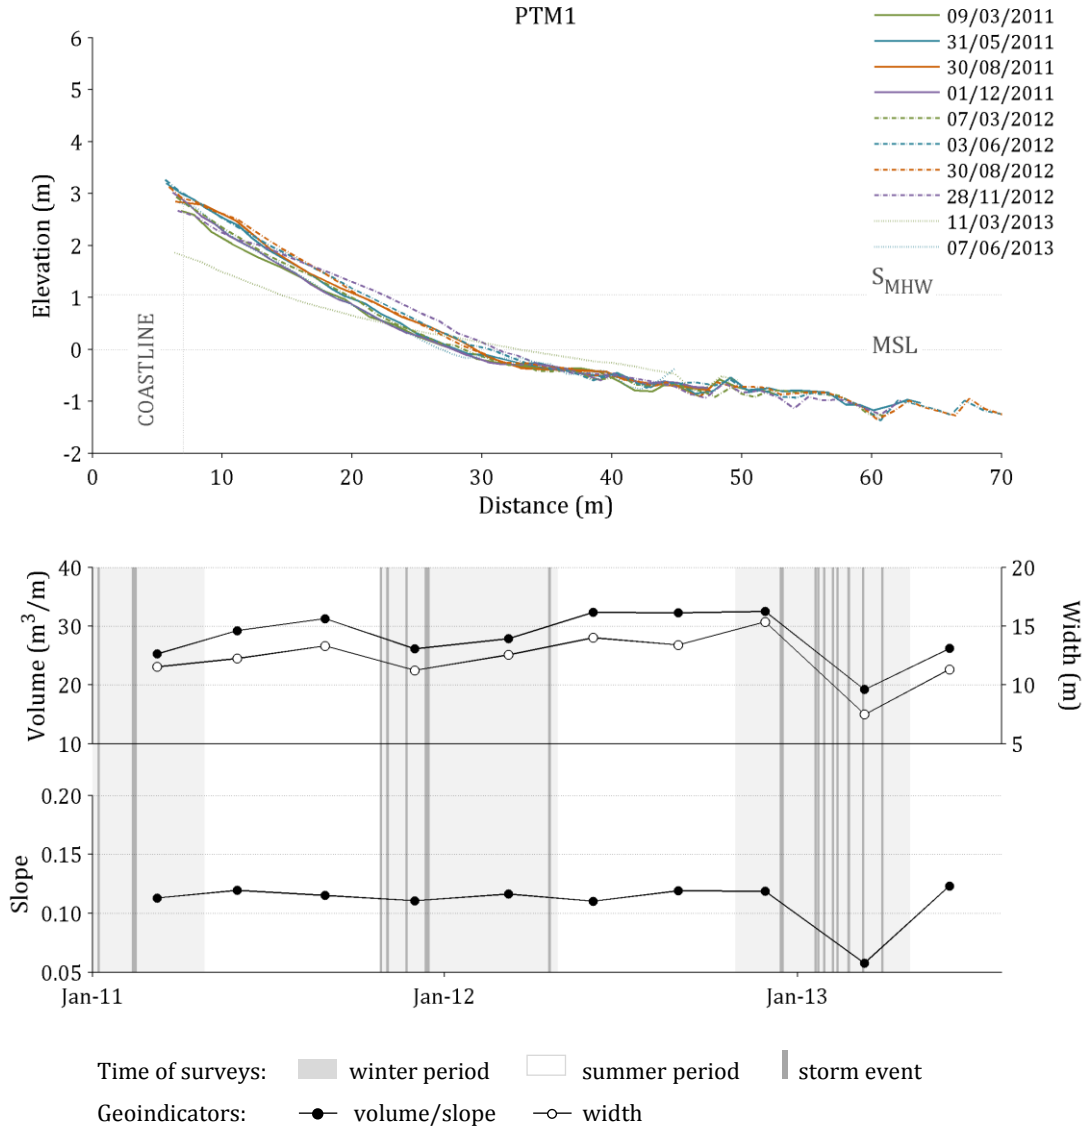 PTM1
09/03/2011
31/05/2011
30/08/2011
01/12/2011
07/03/2012
03/06/2012
30/08/2012
28/11/2012
11/03/2013
07/06/2013
6
5
4
3
2
1
0
-1
-2
Elevation (m)
COASTLINE
S_MHW
MSL
0 10 20 30 40 50 60 70
Distance (m)
40
30
20
10
Volume (m³/m)
20
15
10
5
Width (m)
0.20
0.15
0.10
0.05
Slope
Jan-11 Jan-12 Jan-13
Time of surveys: winter period summer period storm event
Geoindicators: volume/slope width